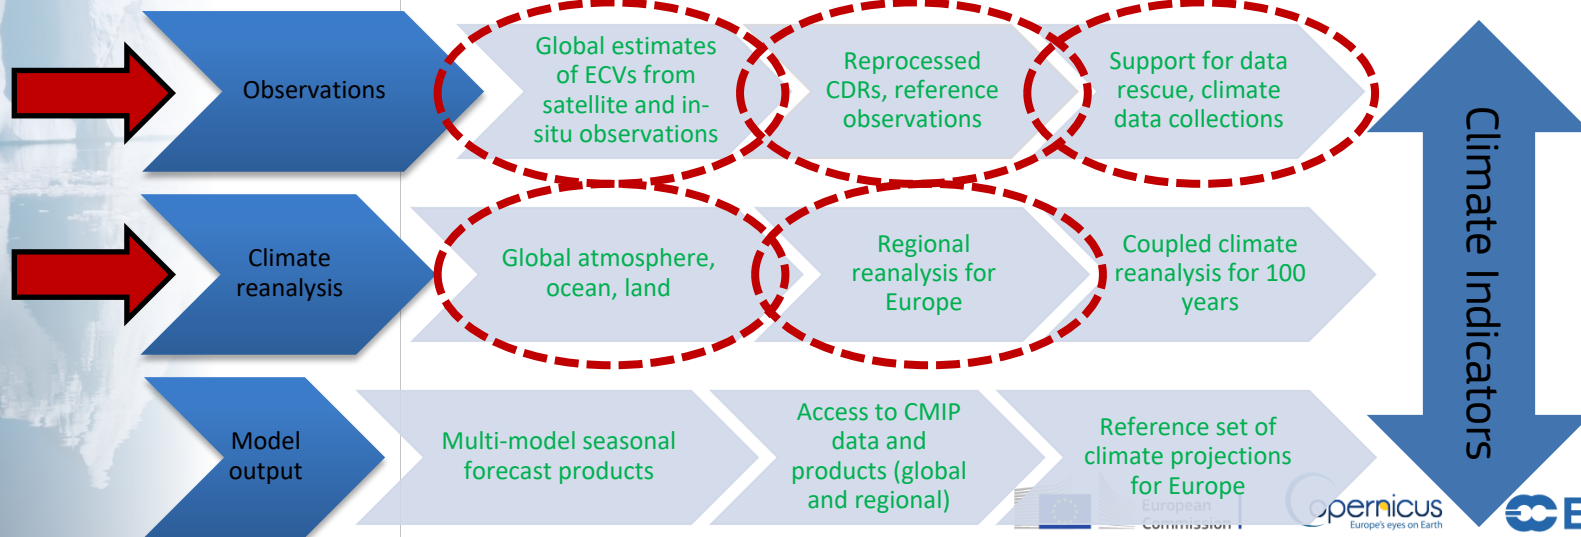 Observations
Global estimates
of ECVs from
satellite and in-
situ observations
Reprocessed
CDRs, reference
observations
Support for data
rescue, climate
data collections
Climate
reanalysis
Global atmosphere,
ocean, land
Regional
reanalysis for
Europe
Coupled climate
reanalysis for 100
years
Model
output
Multi-model seasonal
forecast products
Access to CMIP
data and
products (global
and regional)
Reference set of
climate projections
for Europe
Climate Indicators
European
Commission
opernicus
Europe's eyes on Earth
E